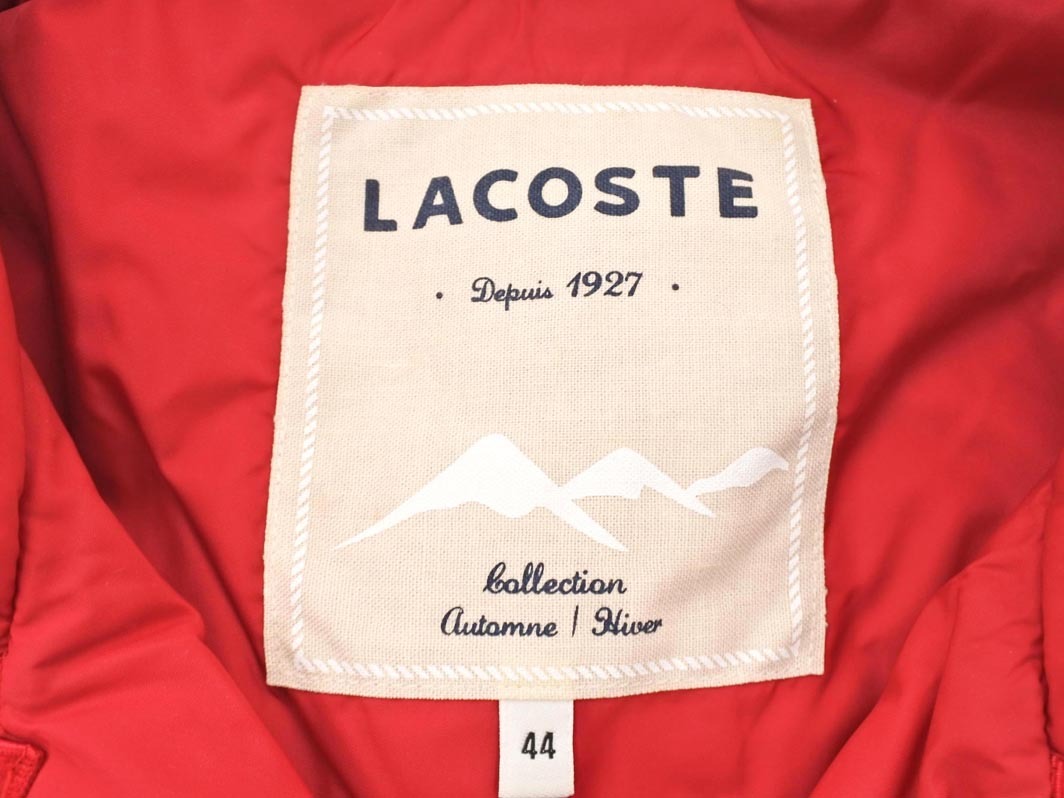 LACOSTE
· Depuis 1927 ·
Collection
Automne / Hiver
44